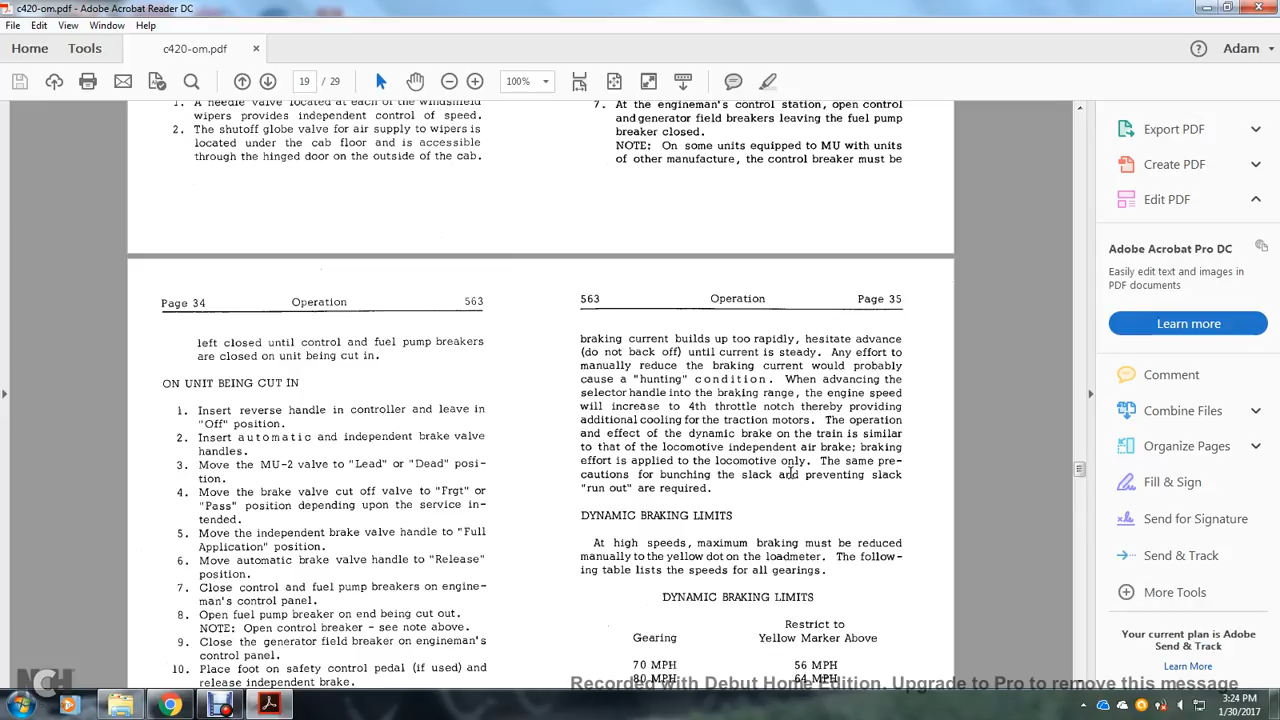 c420-om.pdf - Adobe Acrobat Reader DC
File Edit View Window Help
Home Tools c420-om.pdf × Adam
19 / 29 100%
1. A needle valve located at each of the windshield
wipers provides independent control of speed.
2. The shutoff globe valve for air supply to wipers is
located under the cab floor and is accessible
through the hinged door on the outside of the cab.
7. At the engineman's control station, open control
and generator field breakers leaving the fuel pump
breaker closed.
NOTE: On some units equipped to MU with units
of other manufacture, the control breaker must be
Page 34 Operation 563
left closed until control and fuel pump breakers
are closed on unit being cut in.
ON UNIT BEING CUT IN
1. Insert reverse handle in controller and leave in
"Off" position.
2. Insert automatic and independent brake valve
handles.
3. Move the MU-2 valve to "Lead" or "Dead" posi-
tion.
4. Move the brake valve cut off valve to "Frgt" or
"Pass" position depending upon the service in-
tended.
5. Move the independent brake valve handle to "Full
Application" position.
6. Move automatic brake valve handle to "Release"
position.
7. Close control and fuel pump breakers on engine-
man's control panel.
8. Open fuel pump breaker on end being cut out.
NOTE: Open control breaker - see note above.
9. Close the generator field breaker on engineman's
control panel.
10. Place foot on safety control pedal (if used) and
release independent brake.
563 Operation Page 35
braking current builds up too rapidly, hesitate advance
(do not back off) until current is steady. Any effort to
manually reduce the braking current would probably
cause a "hunting" condition. When advancing the
selector handle into the braking range, the engine speed
will increase to 4th throttle notch thereby providing
additional cooling for the traction motors. The operation
and effect of the dynamic brake on the train is similar
to that of the locomotive independent air brake; braking
effort is applied to the locomotive only. The same pre-
cautions for bunching the slack and preventing slack
"run out" are required.
DYNAMIC BRAKING LIMITS
At high speeds, maximum braking must be reduced
manually to the yellow dot on the loadmeter. The follow-
ing table lists the speeds for all gearings.
DYNAMIC BRAKING LIMITS
Restrict to
Gearing Yellow Marker Above
70 MPH 56 MPH
80 MPH 64 MPH
Export PDF
Create PDF
Edit PDF
Adobe Acrobat Pro DC
Easily edit text and images in
PDF documents
Learn more
Comment
Combine Files
Organize Pages
Fill & Sign
Send for Signature
Send & Track
More Tools
Your current plan is Adobe
Send & Track
Learn More
NCH
Recorded with Debut Home Edition. Upgrade to Pro to remove this message
3:24 PM
1/30/2017